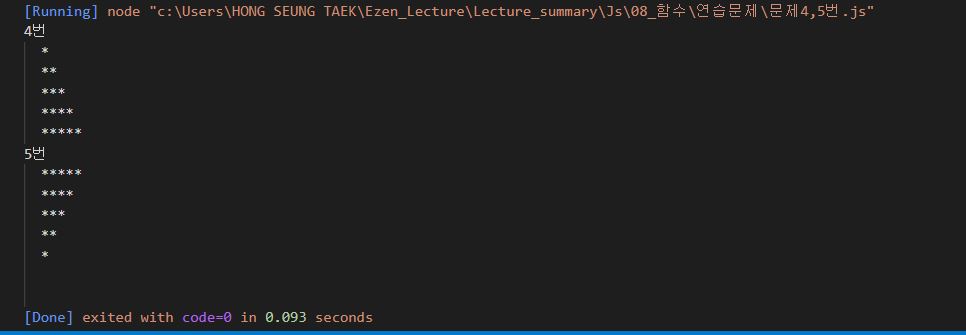 [Running] node "c:\Users\HONG SEUNG TAEK\Ezen_Lecture\Lecture_summary\Js\08_함수\연습문제\문제4,5번.js"
4번
*
**
***
****
*****
5번
*****
****
***
**
*
[Done] exited with code=0 in 0.093 seconds